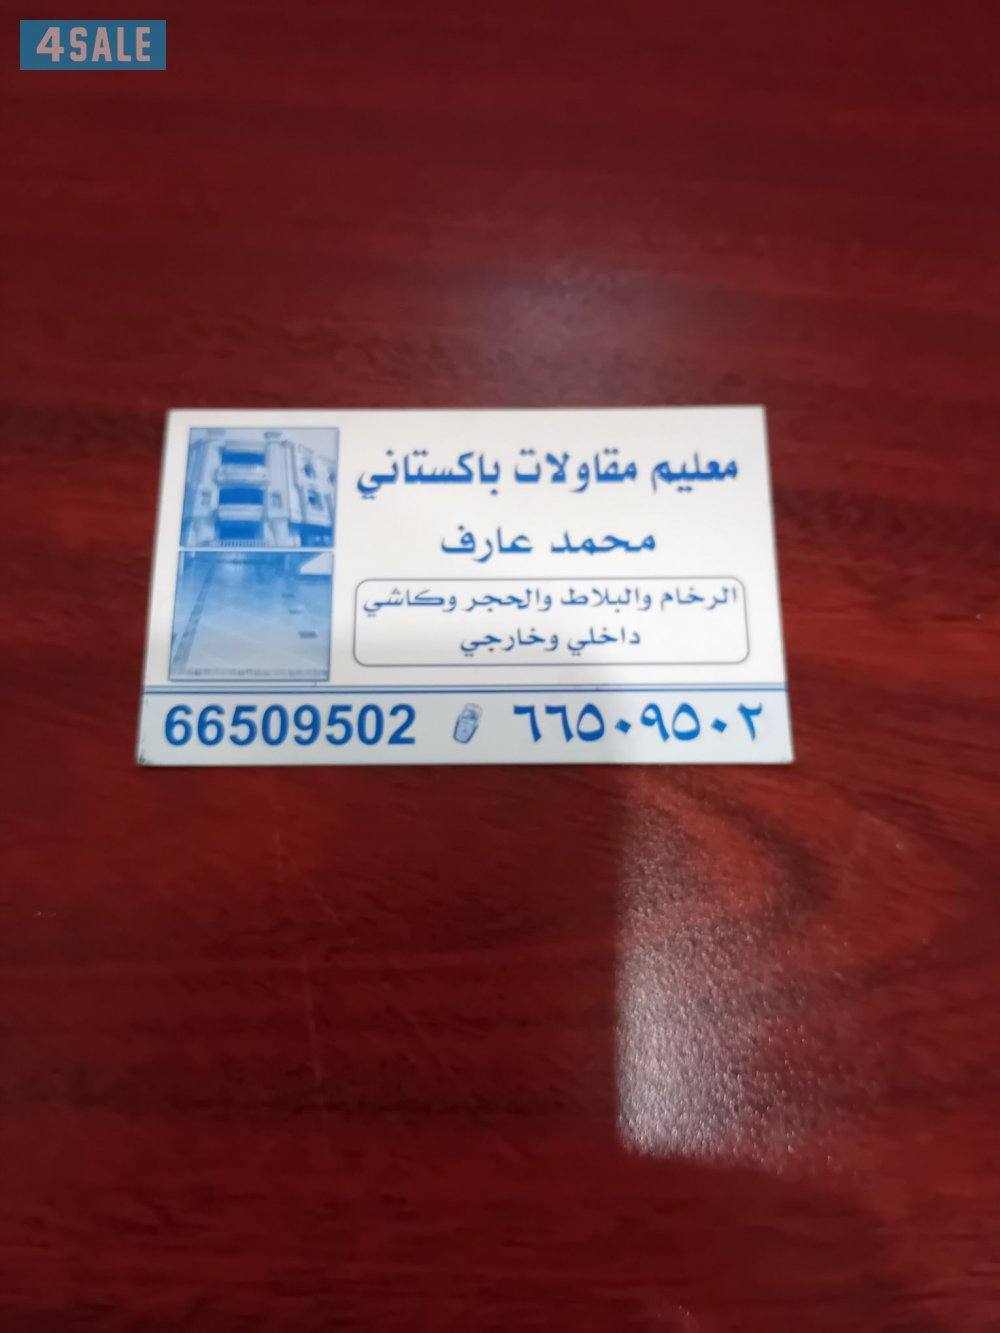 4SALE
معليم مقاولات باكستاني
محمد عارف
الرخام والبلاط والحجر وكاشي
داخلي وخارجي
66509502 ٦٦٥٠٩٥٠٢